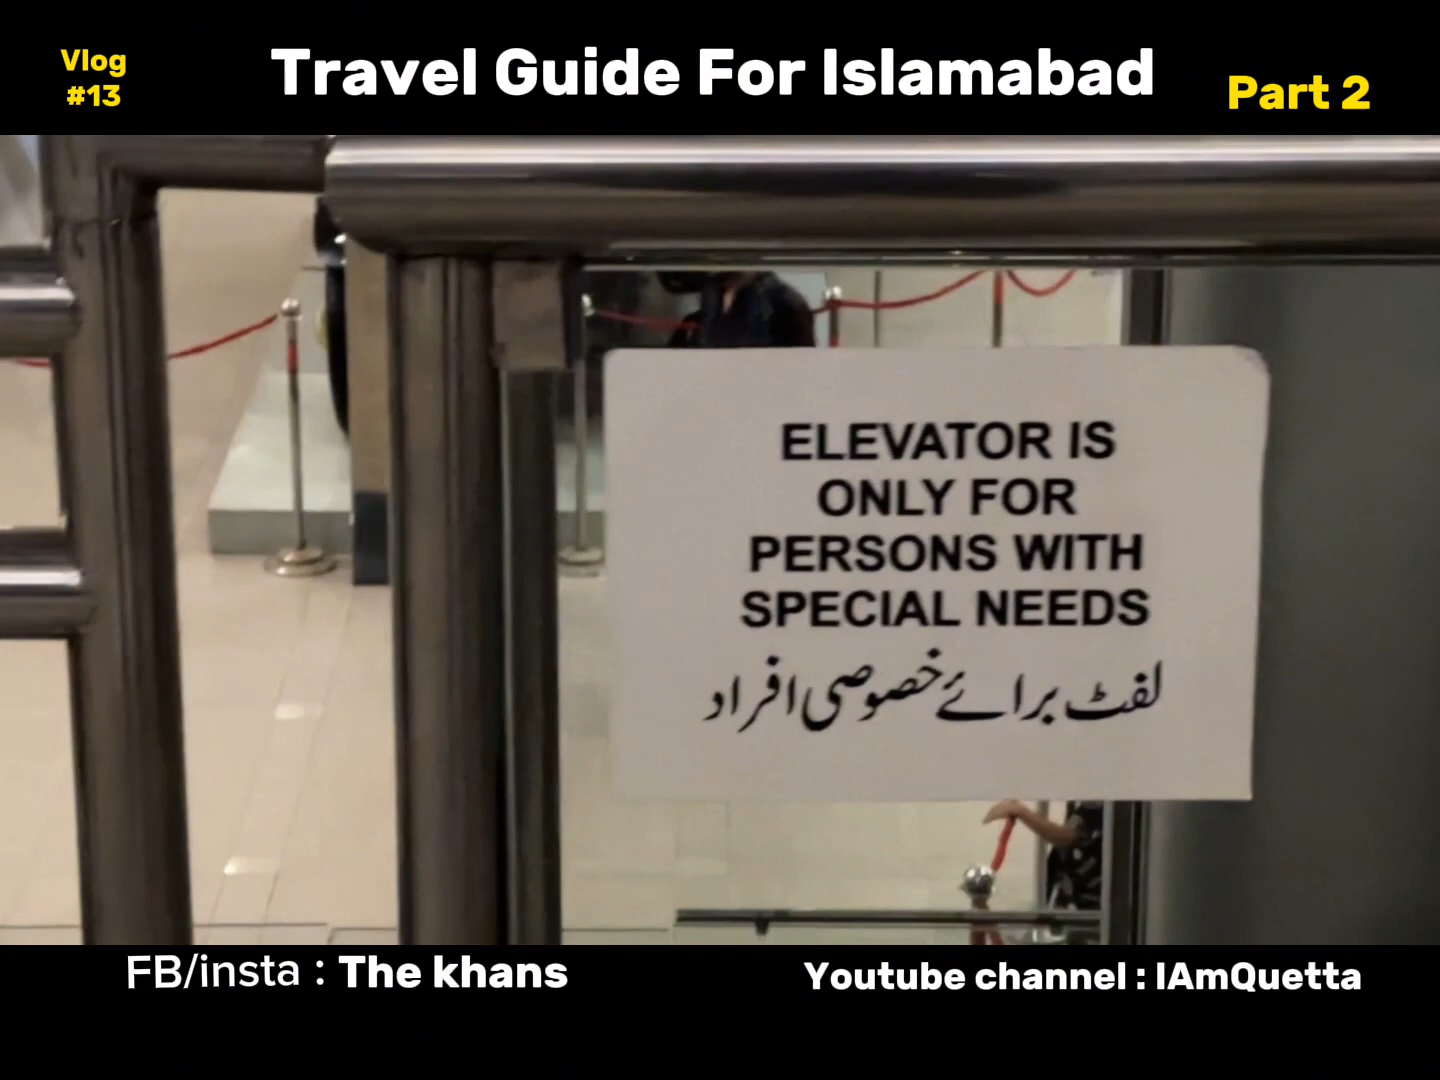 Vlog
#13
Travel Guide For Islamabad
Part 2
ELEVATOR IS
ONLY FOR
PERSONS WITH
SPECIAL NEEDS
لفٹ برائے خصوصی افراد
FB/insta : The khans
Youtube channel : IAmQuetta